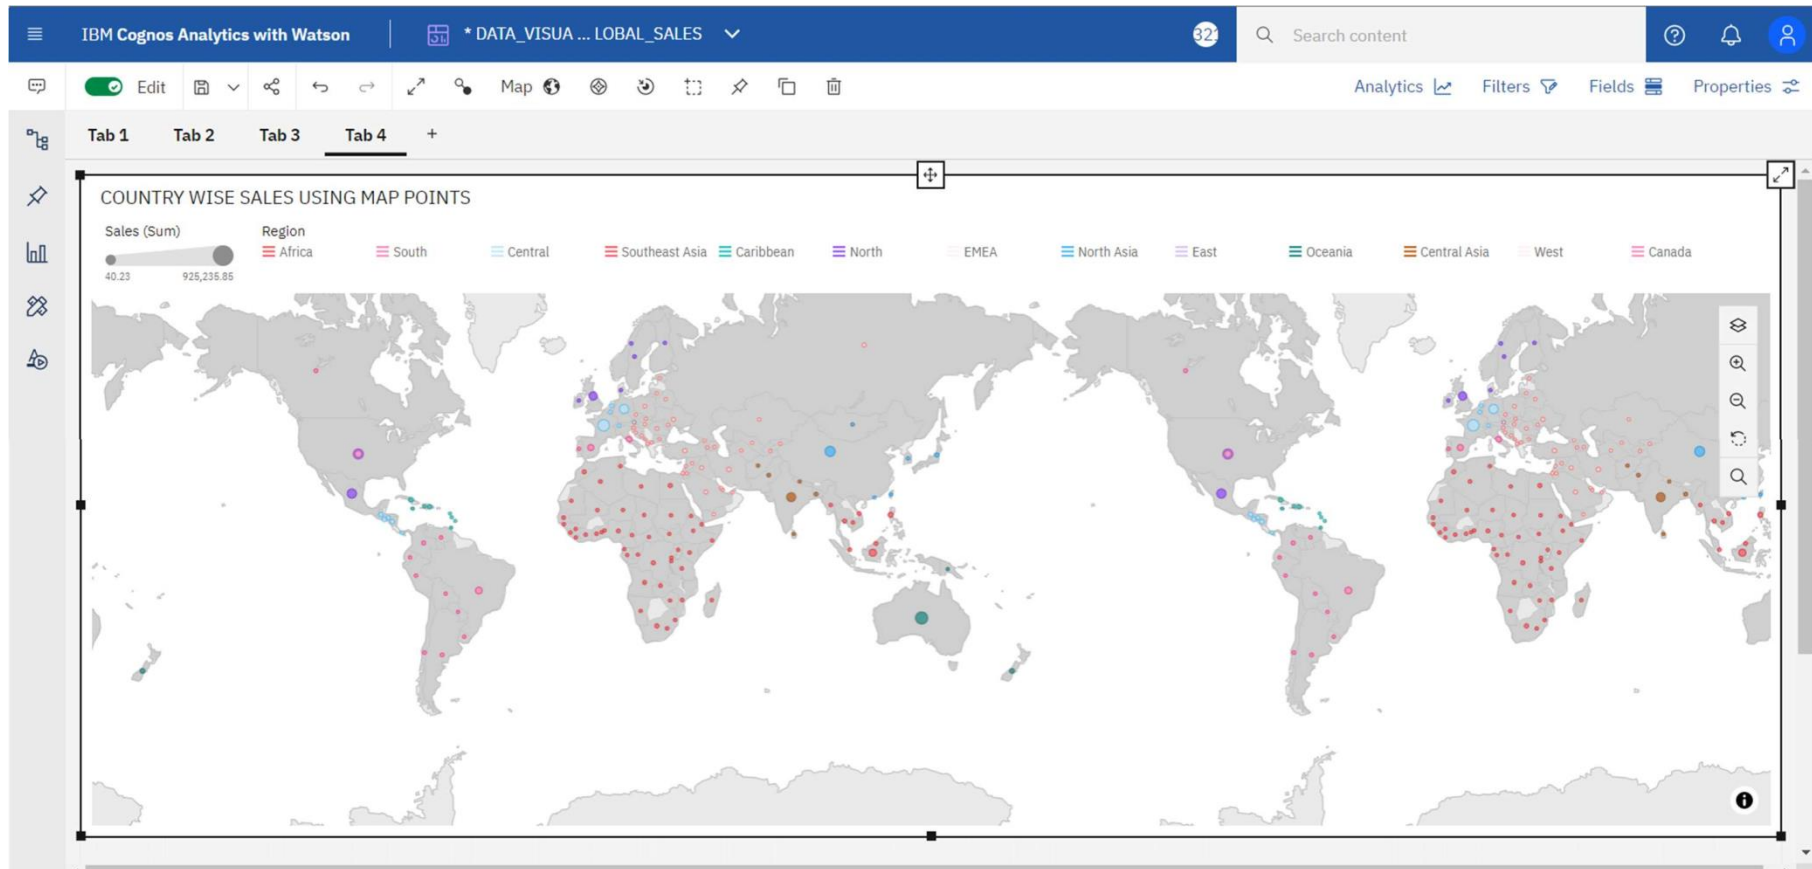 IBM Cognos Analytics with Watson
* DATA_VISUA ... LOBAL_SALES
Search content
Edit
Map
Analytics
Filters
Fields
Properties
Tab 1
Tab 2
Tab 3
Tab 4
+
COUNTRY WISE SALES USING MAP POINTS
Sales (Sum)
40.23
925,235.85
Region
Africa
South
Central
Southeast Asia
Caribbean
North
EMEA
North Asia
East
Oceania
Central Asia
West
Canada